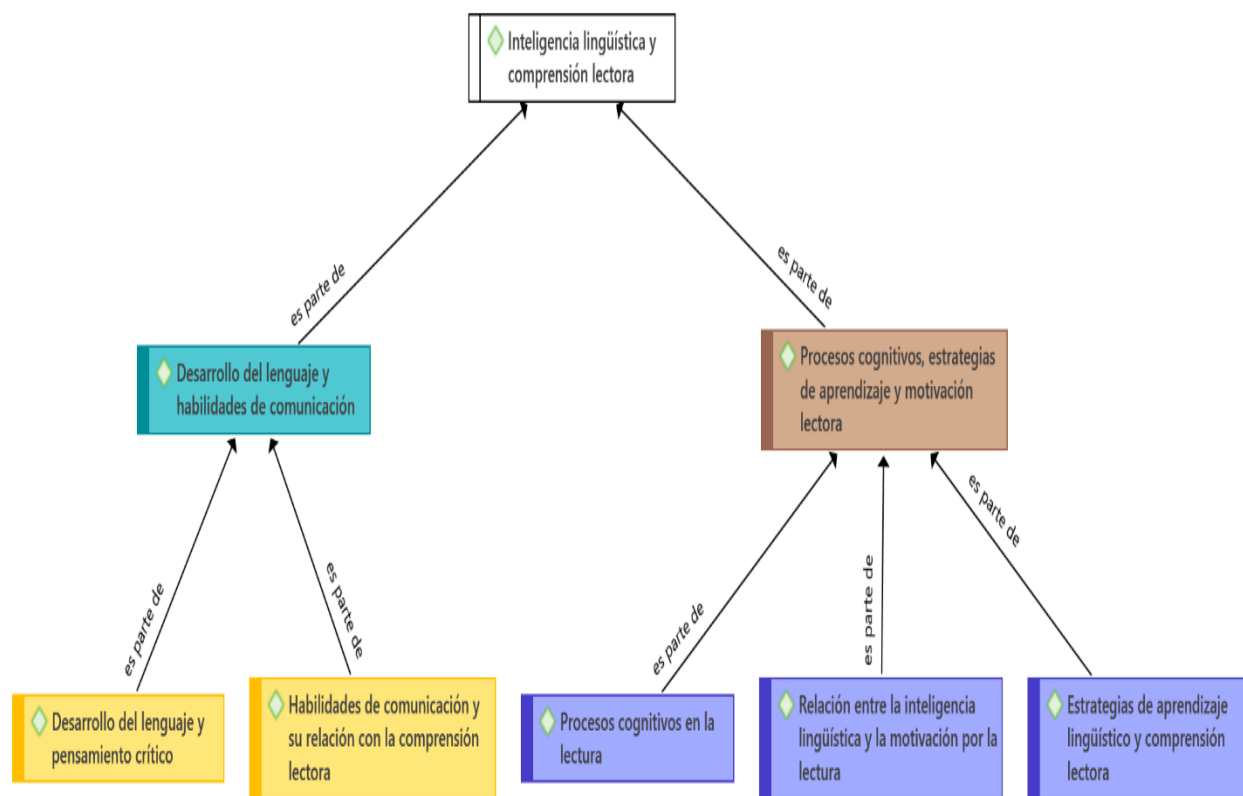 Inteligencia lingüística y
comprensión lectora
es parte de
es parte de
Desarrollo del lenguaje y
habilidades de comunicación
Procesos cognitivos, estrategias
de aprendizaje y motivación
lectora
es parte de
es parte de
es parte de
es parte de
es parte de
Desarrollo del lenguaje y
pensamiento crítico
Habilidades de comunicación y
su relación con la comprensión
lectora
Procesos cognitivos en la
lectura
Relación entre la inteligencia
lingüística y la motivación por la
lectura
Estrategias de aprendizaje
lingüístico y comprensión
lectora